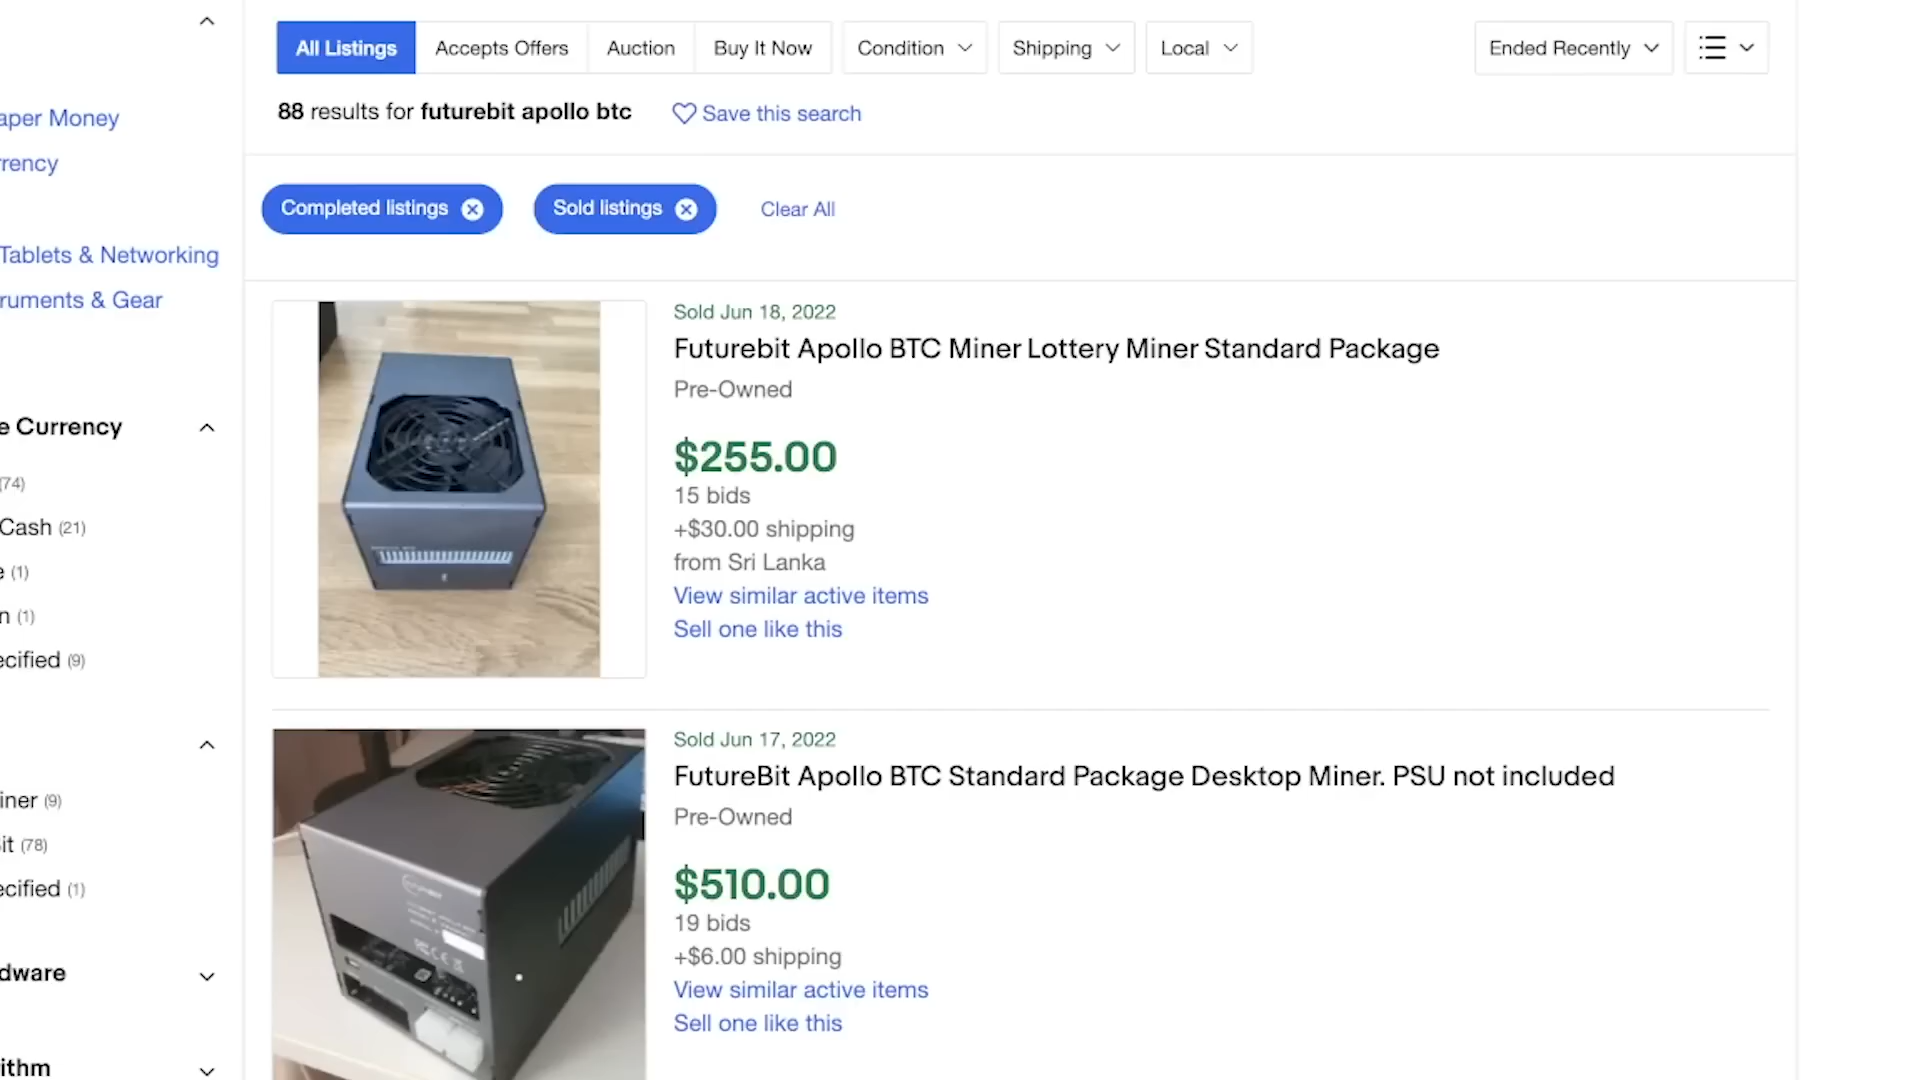 All Listings
Accepts Offers
Auction
Buy It Now
Condition
Shipping
Local
Ended Recently
88 results for futurebit apollo btc
Save this search
aper Money
rrency
Tablets & Networking
ruments & Gear
e Currency
(74)
Cash (21)
e (1)
n (1)
ecified (9)
iner (9)
it (78)
ecified (1)
dware
ithm
Completed listings
Sold listings
Clear All
Sold Jun 18, 2022
Futurebit Apollo BTC Miner Lottery Miner Standard Package
Pre-Owned
$255.00
15 bids
+$30.00 shipping
from Sri Lanka
View similar active items
Sell one like this
Sold Jun 17, 2022
FutureBit Apollo BTC Standard Package Desktop Miner. PSU not included
Pre-Owned
$510.00
19 bids
+$6.00 shipping
View similar active items
Sell one like this